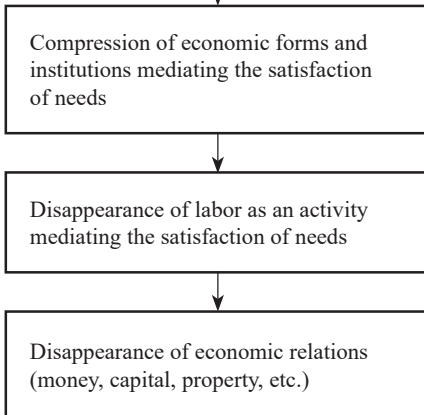 Compression of economic forms and
institutions mediating the satisfaction
of needs
Disappearance of labor as an activity
mediating the satisfaction of needs
Disappearance of economic relations
(money, capital, property, etc.)